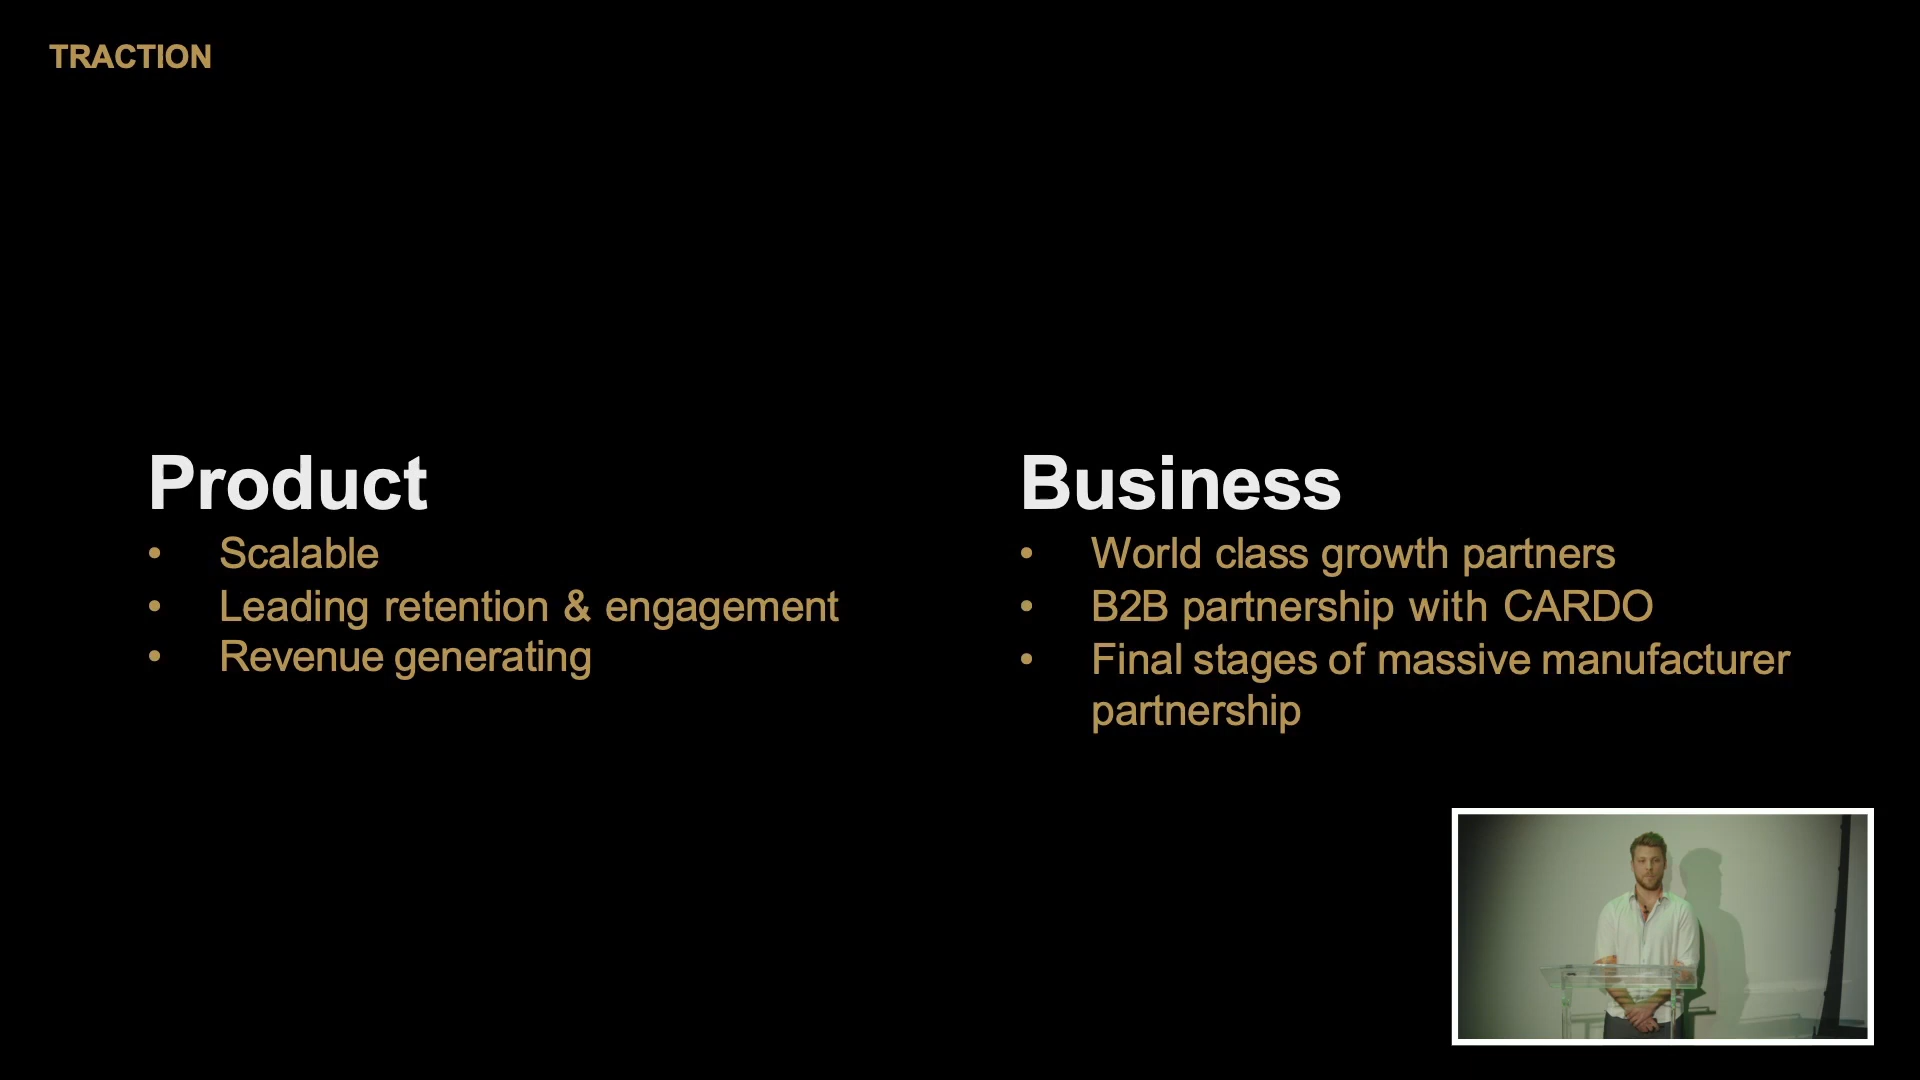 TRACTION
Product
• Scalable
• Leading retention & engagement
• Revenue generating
Business
• World class growth partners
• B2B partnership with CARDO
• Final stages of massive manufacturer
partnership